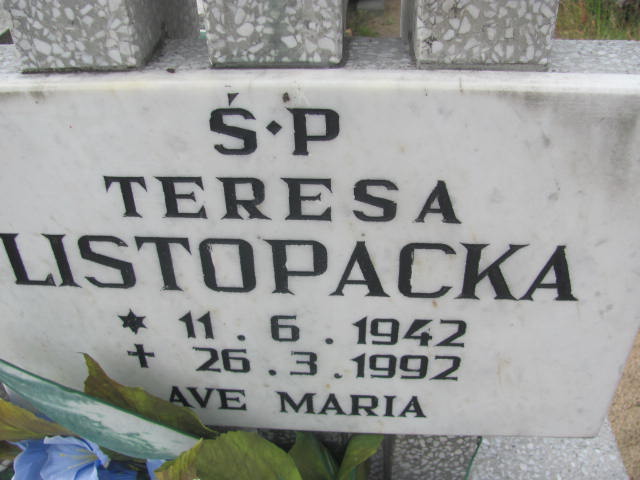 Ś·P
TERESA
LISTOPACKA
* 11.6.1942
+ 26.3.1992
AVE MARIA